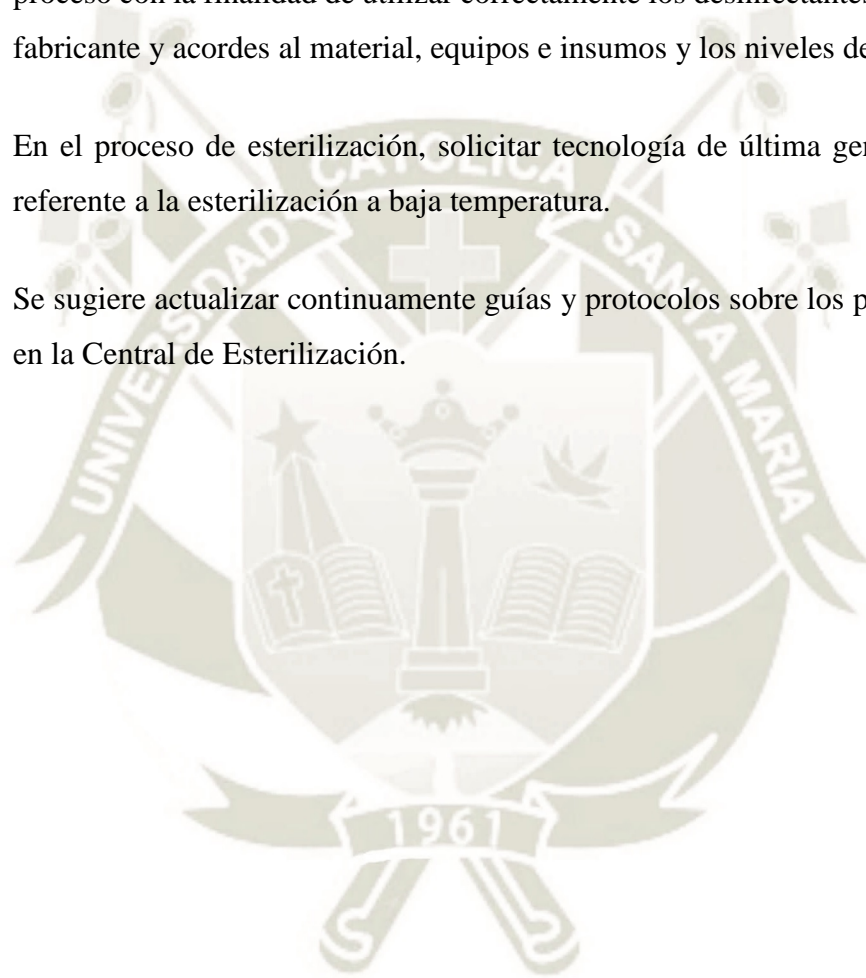 proceso con la finalidad de utilizar correctamente los desinfectantes
fabricante y acordes al material, equipos e insumos y los niveles de
En el proceso de esterilización, solicitar tecnología de última
referente a la esterilización a baja temperatura.
Se sugiere actualizar continuamente guías y protocolos sobre los
en la Central de Esterilización.
UNIVERSIDAD CATOLICA SANTA MARIA
1961